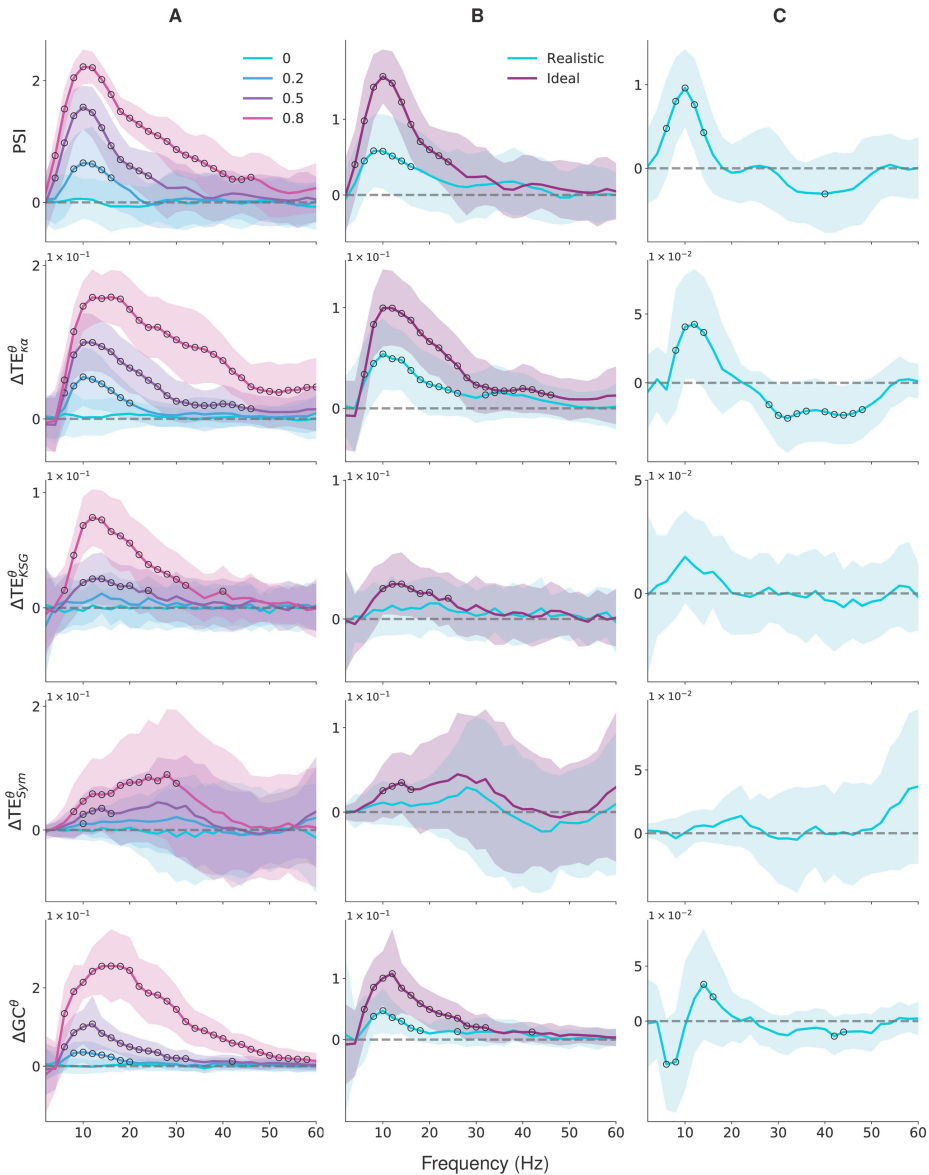 A B C
PSI
2
1
0
0
0.2
0.5
0.8
1
0
Realistic
Ideal
1
0
ΔTE^θ_Kα
1 × 10⁻¹
2
0
1 × 10⁻¹
1
0
1 × 10⁻²
5
0
ΔTE^θ_KSG
1 × 10⁻¹
1
0
1 × 10⁻¹
1
0
1 × 10⁻²
5
0
ΔTE^θ_Sym
1 × 10⁻¹
2
0
1 × 10⁻¹
1
0
1 × 10⁻²
5
0
ΔGC^θ
1 × 10⁻¹
2
0
1 × 10⁻¹
1
0
1 × 10⁻²
5
0
10 20 30 40 50 60 10 20 30 40 50 60 10 20 30 40 50 60
Frequency (Hz)